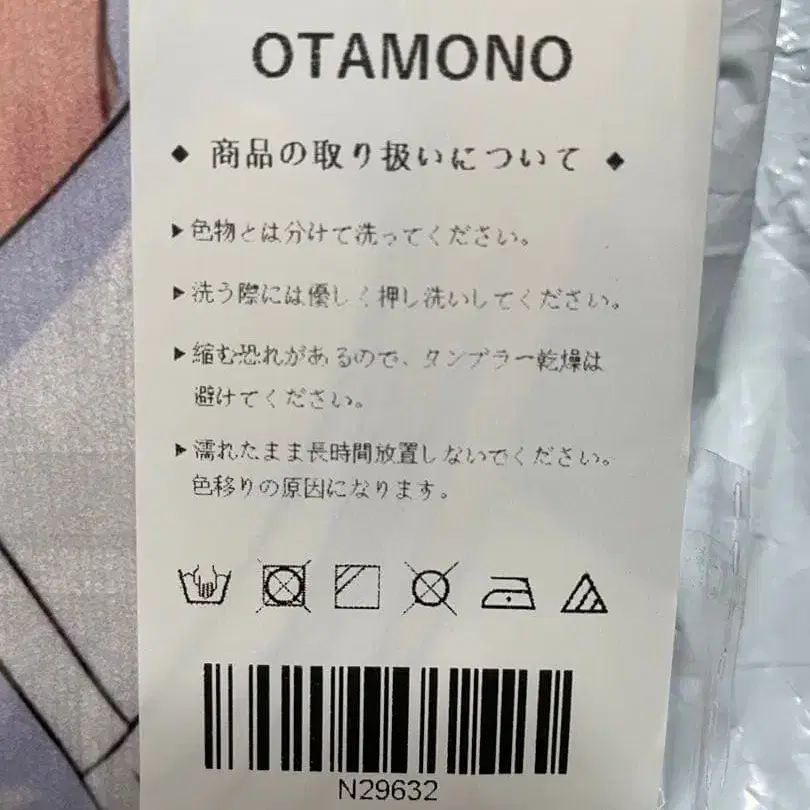 OTAMONO
◆ 商品の取り扱いについて ◆
▶色物とは分けて洗ってください。
▶洗う際には優しく押し洗いしてください。
▶縮む恐れがあるので、タンブラー乾燥は
避けてください。
▶濡れたまま長時間放置しないでください。
色移りの原因になります。
N29632